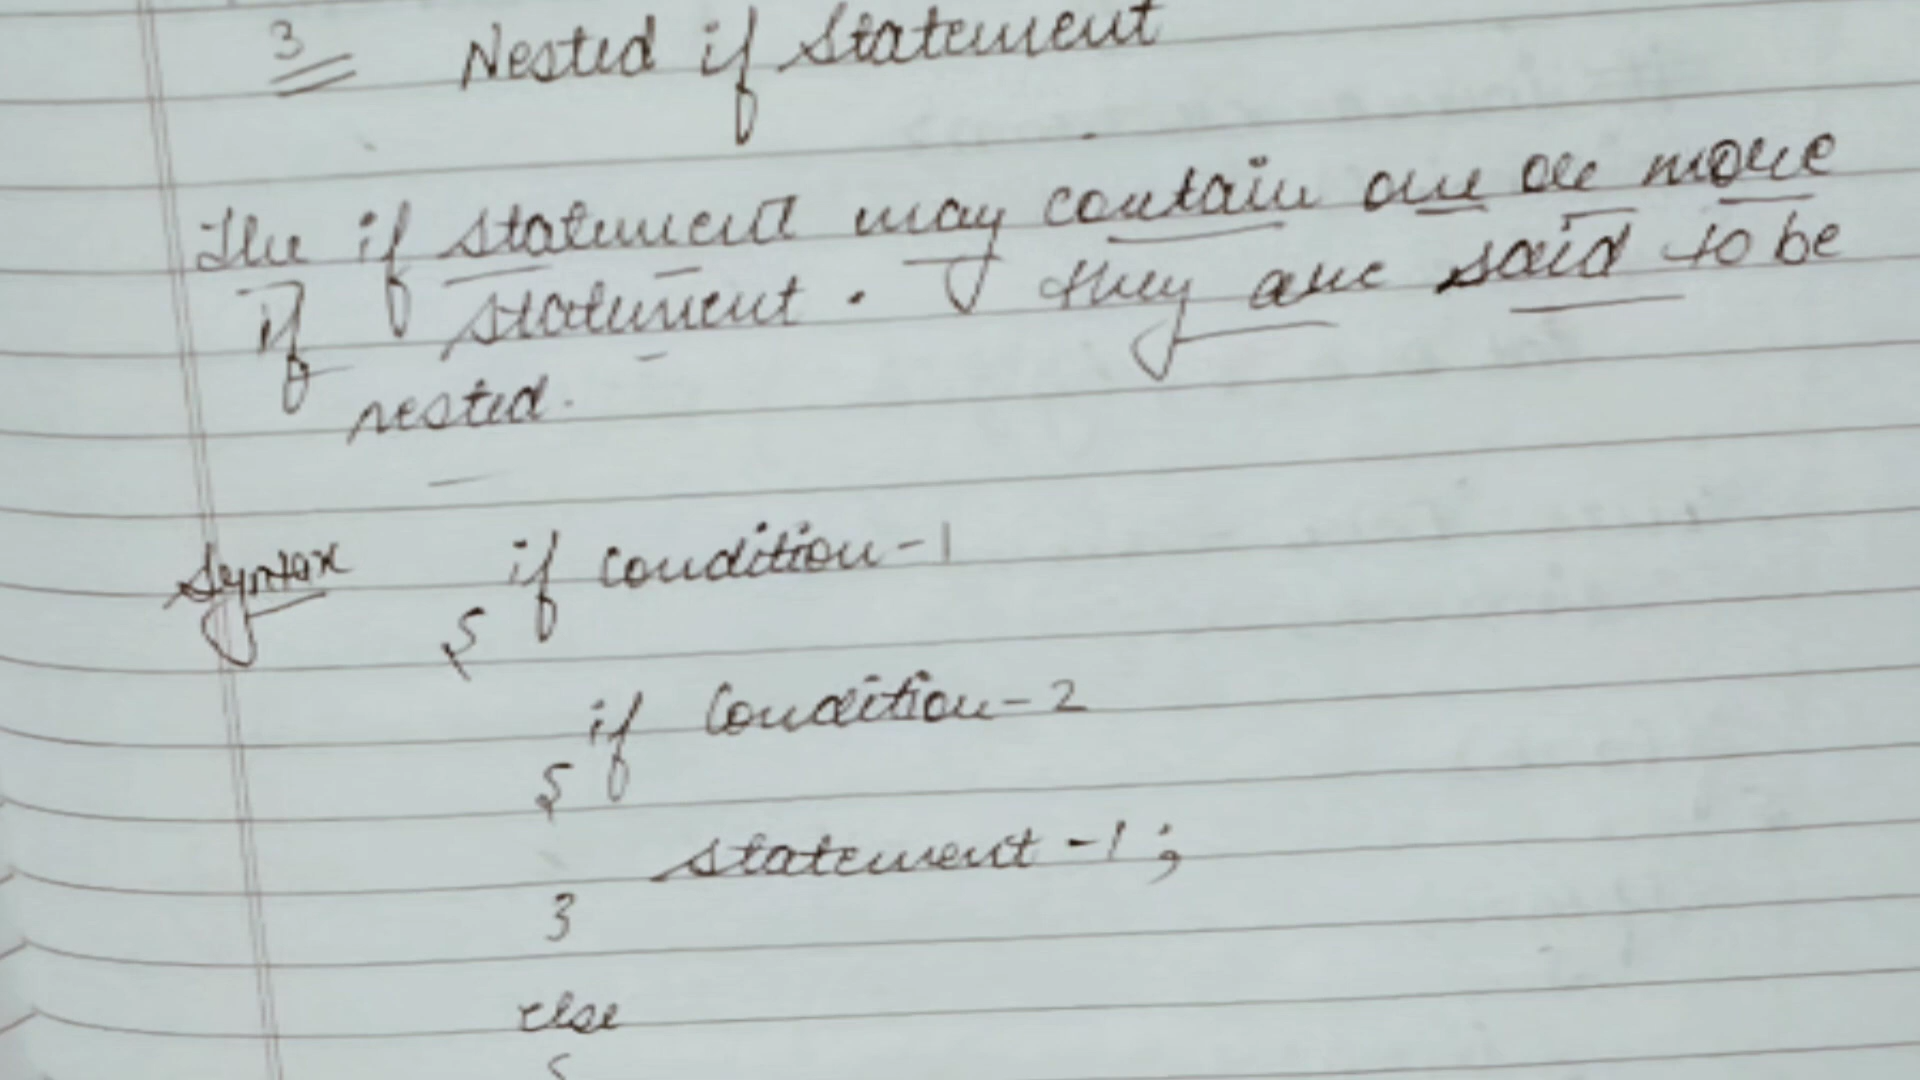 3 Nested if Statement
The if statement may contain one or more
if statement. They are said to be
nested.
Syntax if condition-1
{
if Condition-2
{
statement-1;
}
else
{